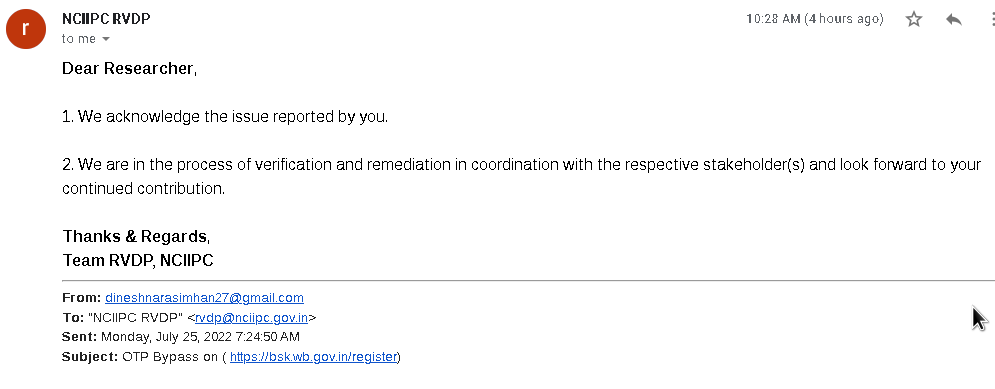 r
NCIIPC RVDP
10:28 AM (4 hours ago)
to me
Dear Researcher,
1. We acknowledge the issue reported by you.
2. We are in the process of verification and remediation in coordination with the respective stakeholder(s) and look forward to your
continued contribution.
Thanks & Regards,
Team RVDP, NCIIPC
From: dineshnarasimhan27@gmail.com
To: "NCIIPC RVDP" <rvdp@nciipc.gov.in>
Sent: Monday, July 25, 2022 7:24:50 AM
Subject: OTP Bypass on ( https://bsk.wb.gov.in/register)